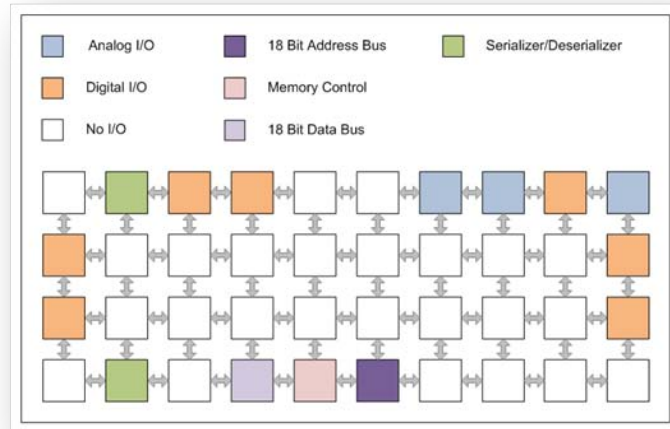 Analog I/O
18 Bit Address Bus
Serializer/Deserializer
Digital I/O
Memory Control
No I/O
18 Bit Data Bus